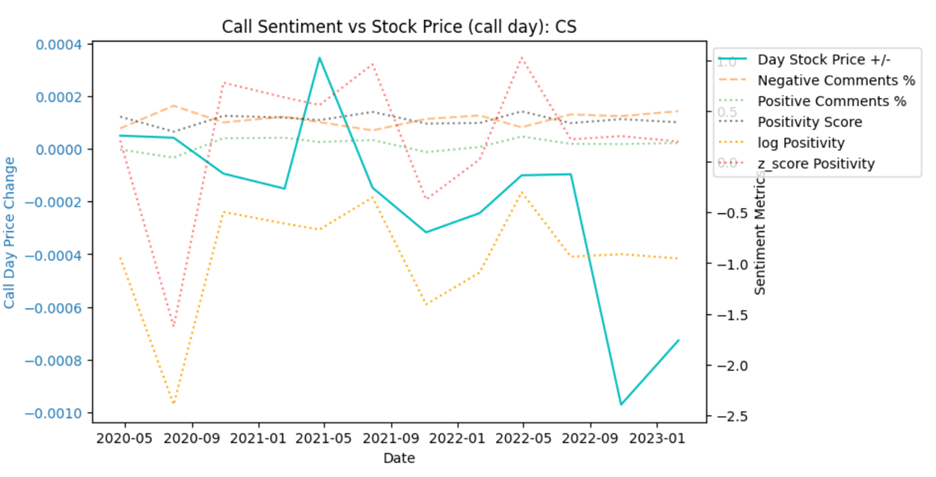 Call Sentiment vs Stock Price (call day): CS
Call Day Price Change
0.0004
0.0002
0.0000
−0.0002
−0.0004
−0.0006
−0.0008
−0.0010
2020-05 2020-09 2021-01 2021-05 2021-09 2022-01 2022-05 2022-09 2023-01
Date
1.0
0.5
0.0
−0.5
−1.0
−1.5
−2.0
−2.5
Sentiment Metrics
Day Stock Price +/-
Negative Comments %
Positive Comments %
Positivity Score
log Positivity
z_score Positivity